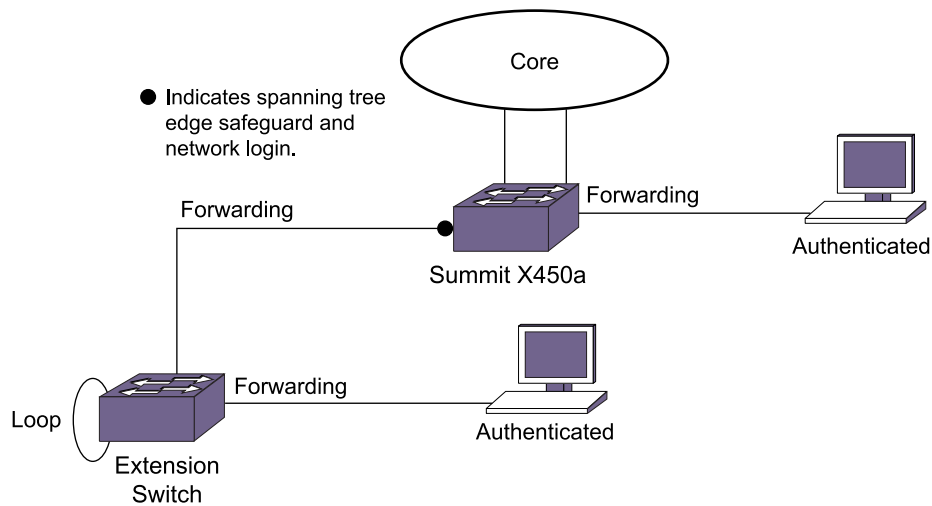 Core
Indicates spanning tree
edge safeguard and
network login.
Forwarding
Forwarding
Authenticated
Summit X450a
Forwarding
Loop
Authenticated
Extension
Switch